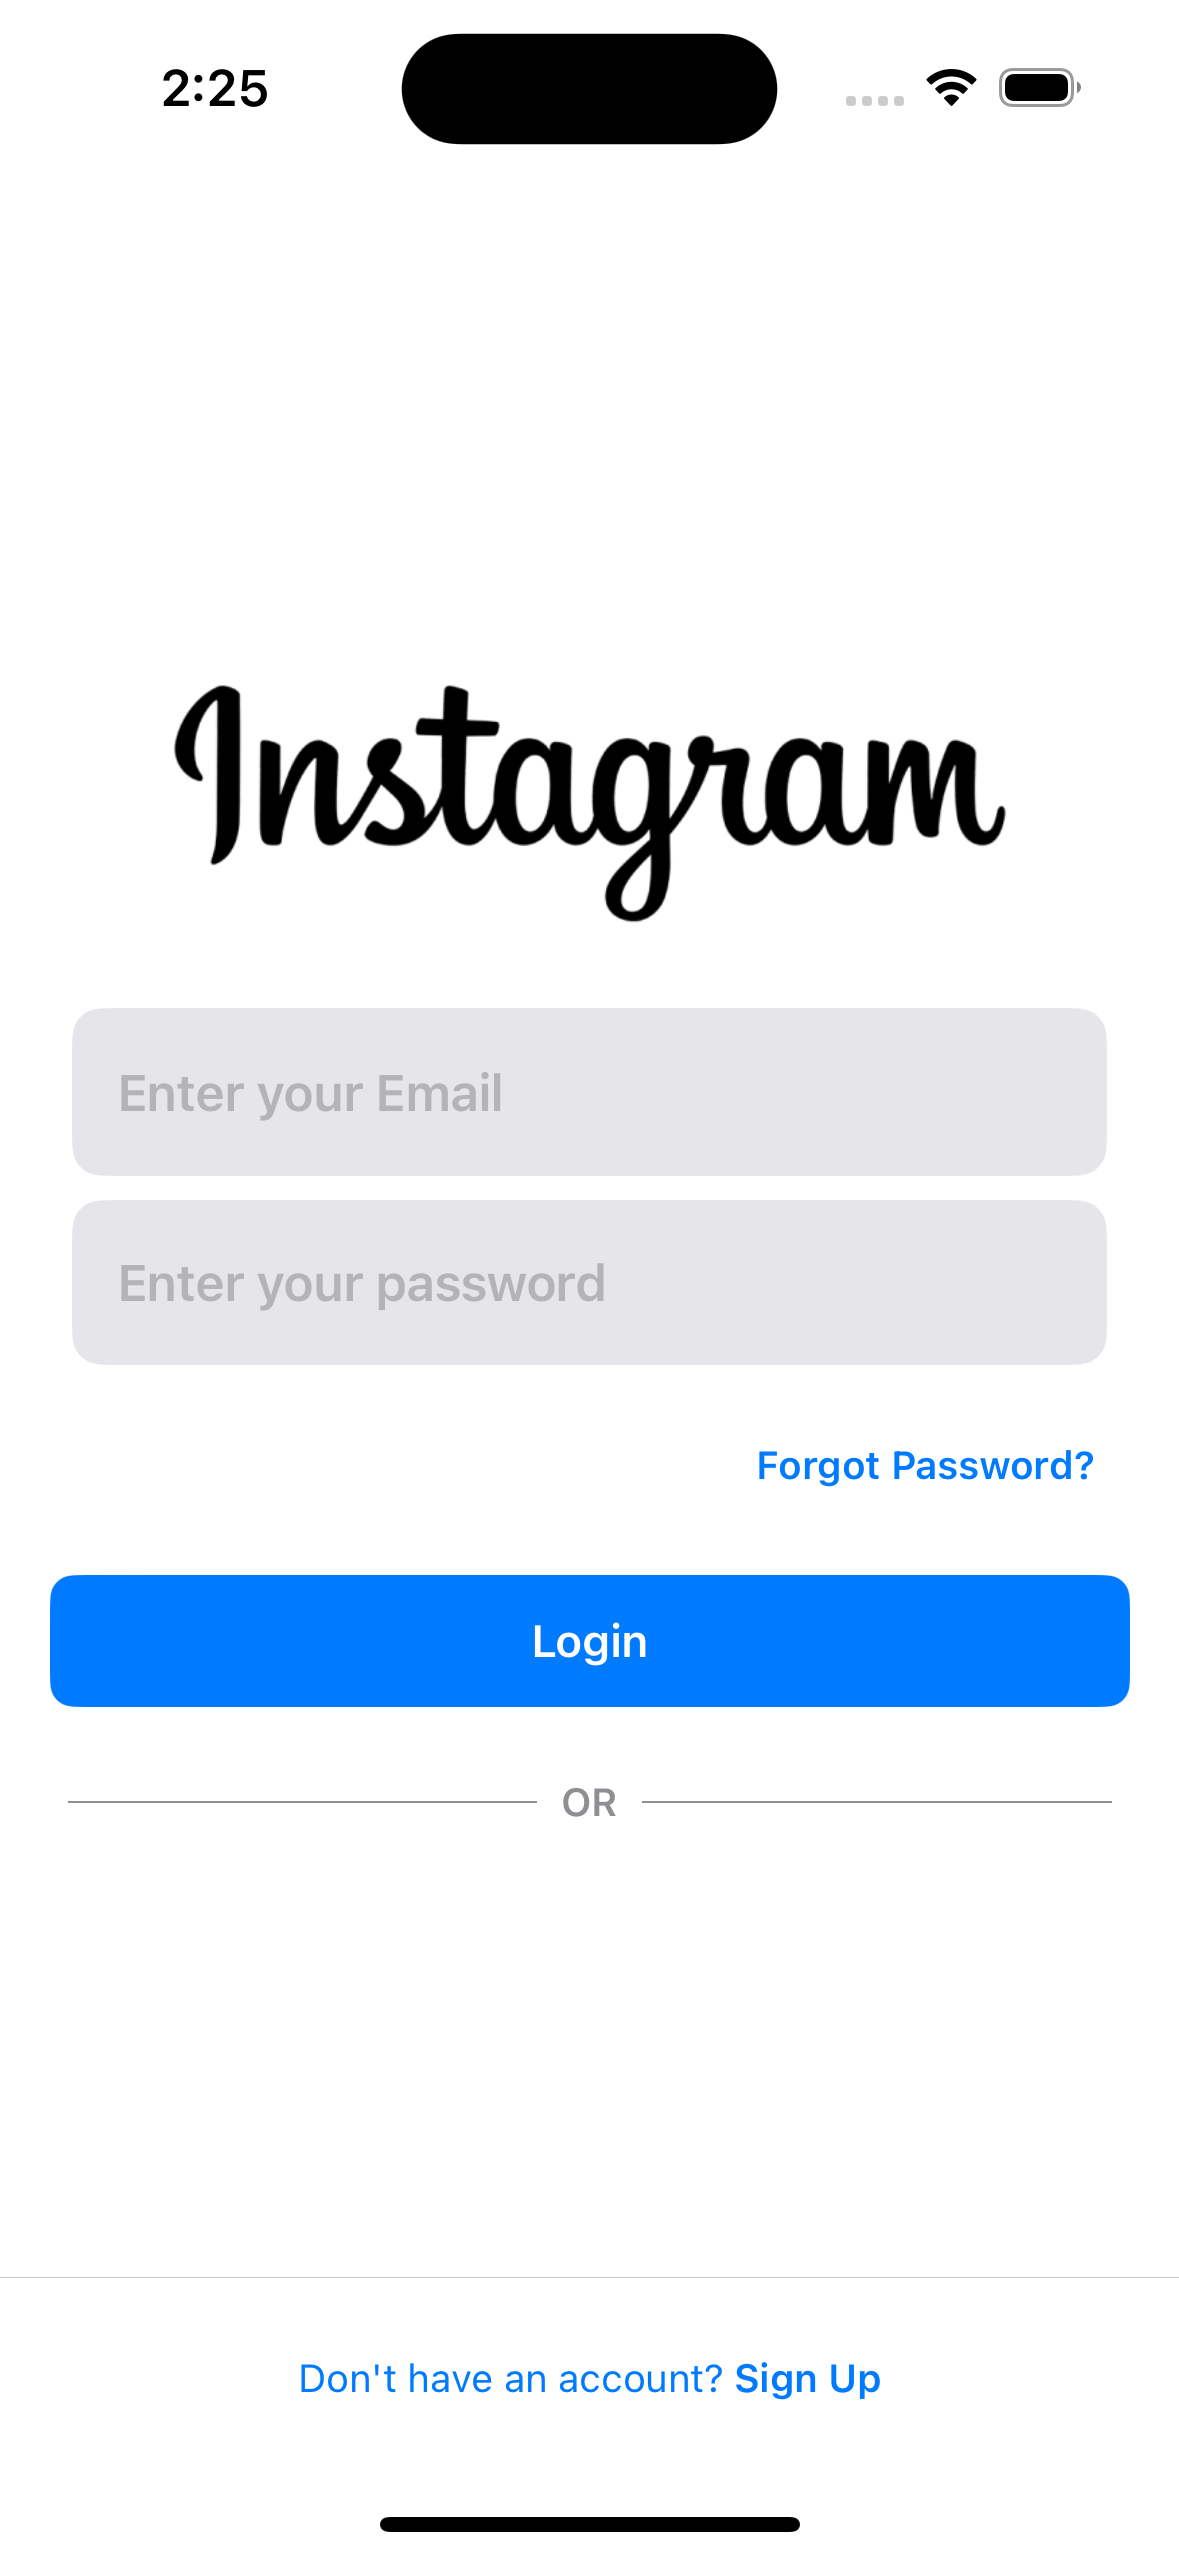 2:25
Instagram
Enter your Email
Enter your password
Forgot Password?
Login
OR
Don't have an account? Sign Up